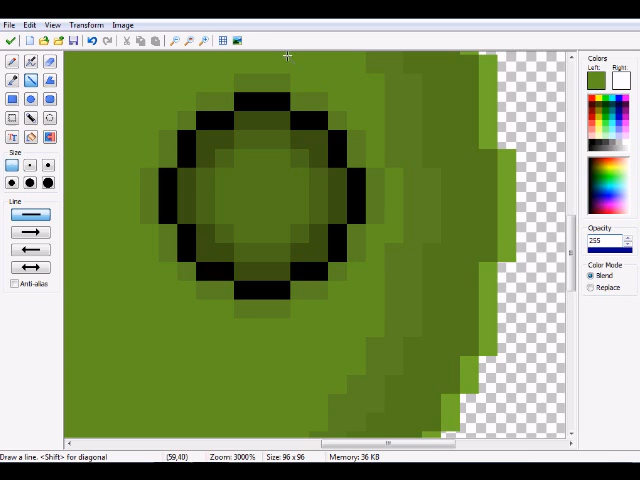 File Edit View Transform Image
Colors
Left: Right:
Size
Line
Anti-alias
Opacity
255
Color Mode
Blend
Replace
Draw a line. <Shift> for diagonal (59,40) Zoom: 3000% Size: 96 x 96 Memory: 36 KB